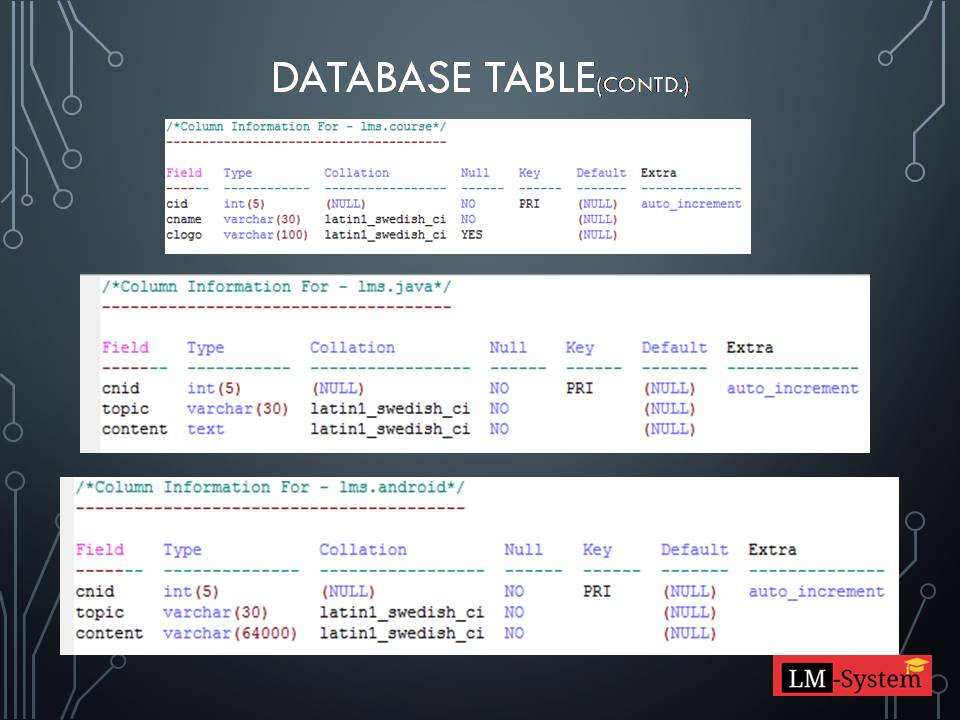 DATABASE TABLE(CONTD.)
/*Column Information For - lms.course*/
---------------------------------------
Field Type Collation Null Key Default Extra
------ ------------ ----------------- ------ ------ ------- --------------
cid int(5) (NULL) NO PRI (NULL) auto_increment
cname varchar(30) latin1_swedish_ci NO (NULL)
clogo varchar(100) latin1_swedish_ci YES (NULL)
/*Column Information For - lms.java*/
-------------------------------------
Field Type Collation Null Key Default Extra
------- ----------- ----------------- ------ ------ ------- --------------
cnid int(5) (NULL) NO PRI (NULL) auto_increment
topic varchar(30) latin1_swedish_ci NO (NULL)
content text latin1_swedish_ci NO (NULL)
/*Column Information For - lms.android*/
----------------------------------------
Field Type Collation Null Key Default Extra
------- -------------- ----------------- ------ ------ ------- --------------
cnid int(5) (NULL) NO PRI (NULL) auto_increment
topic varchar(30) latin1_swedish_ci NO (NULL)
content varchar(64000) latin1_swedish_ci NO (NULL)
LM-System